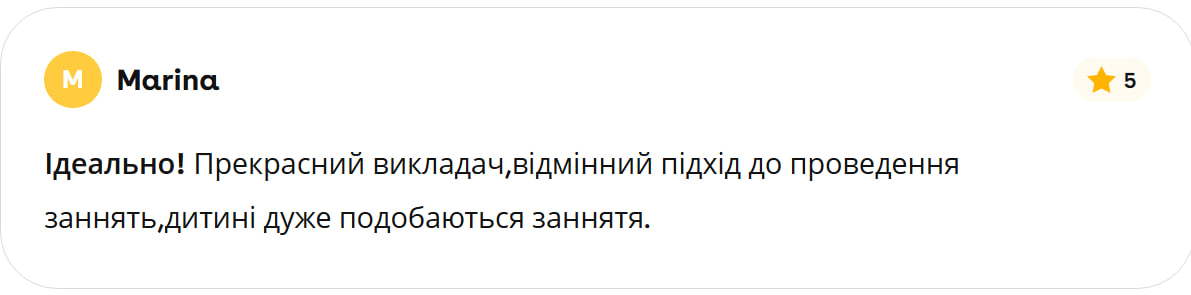 M
Marina
5
Ідеально! Прекрасний викладач,відмінний підхід до проведення
заннять,дитині дуже подобаються заннятя.